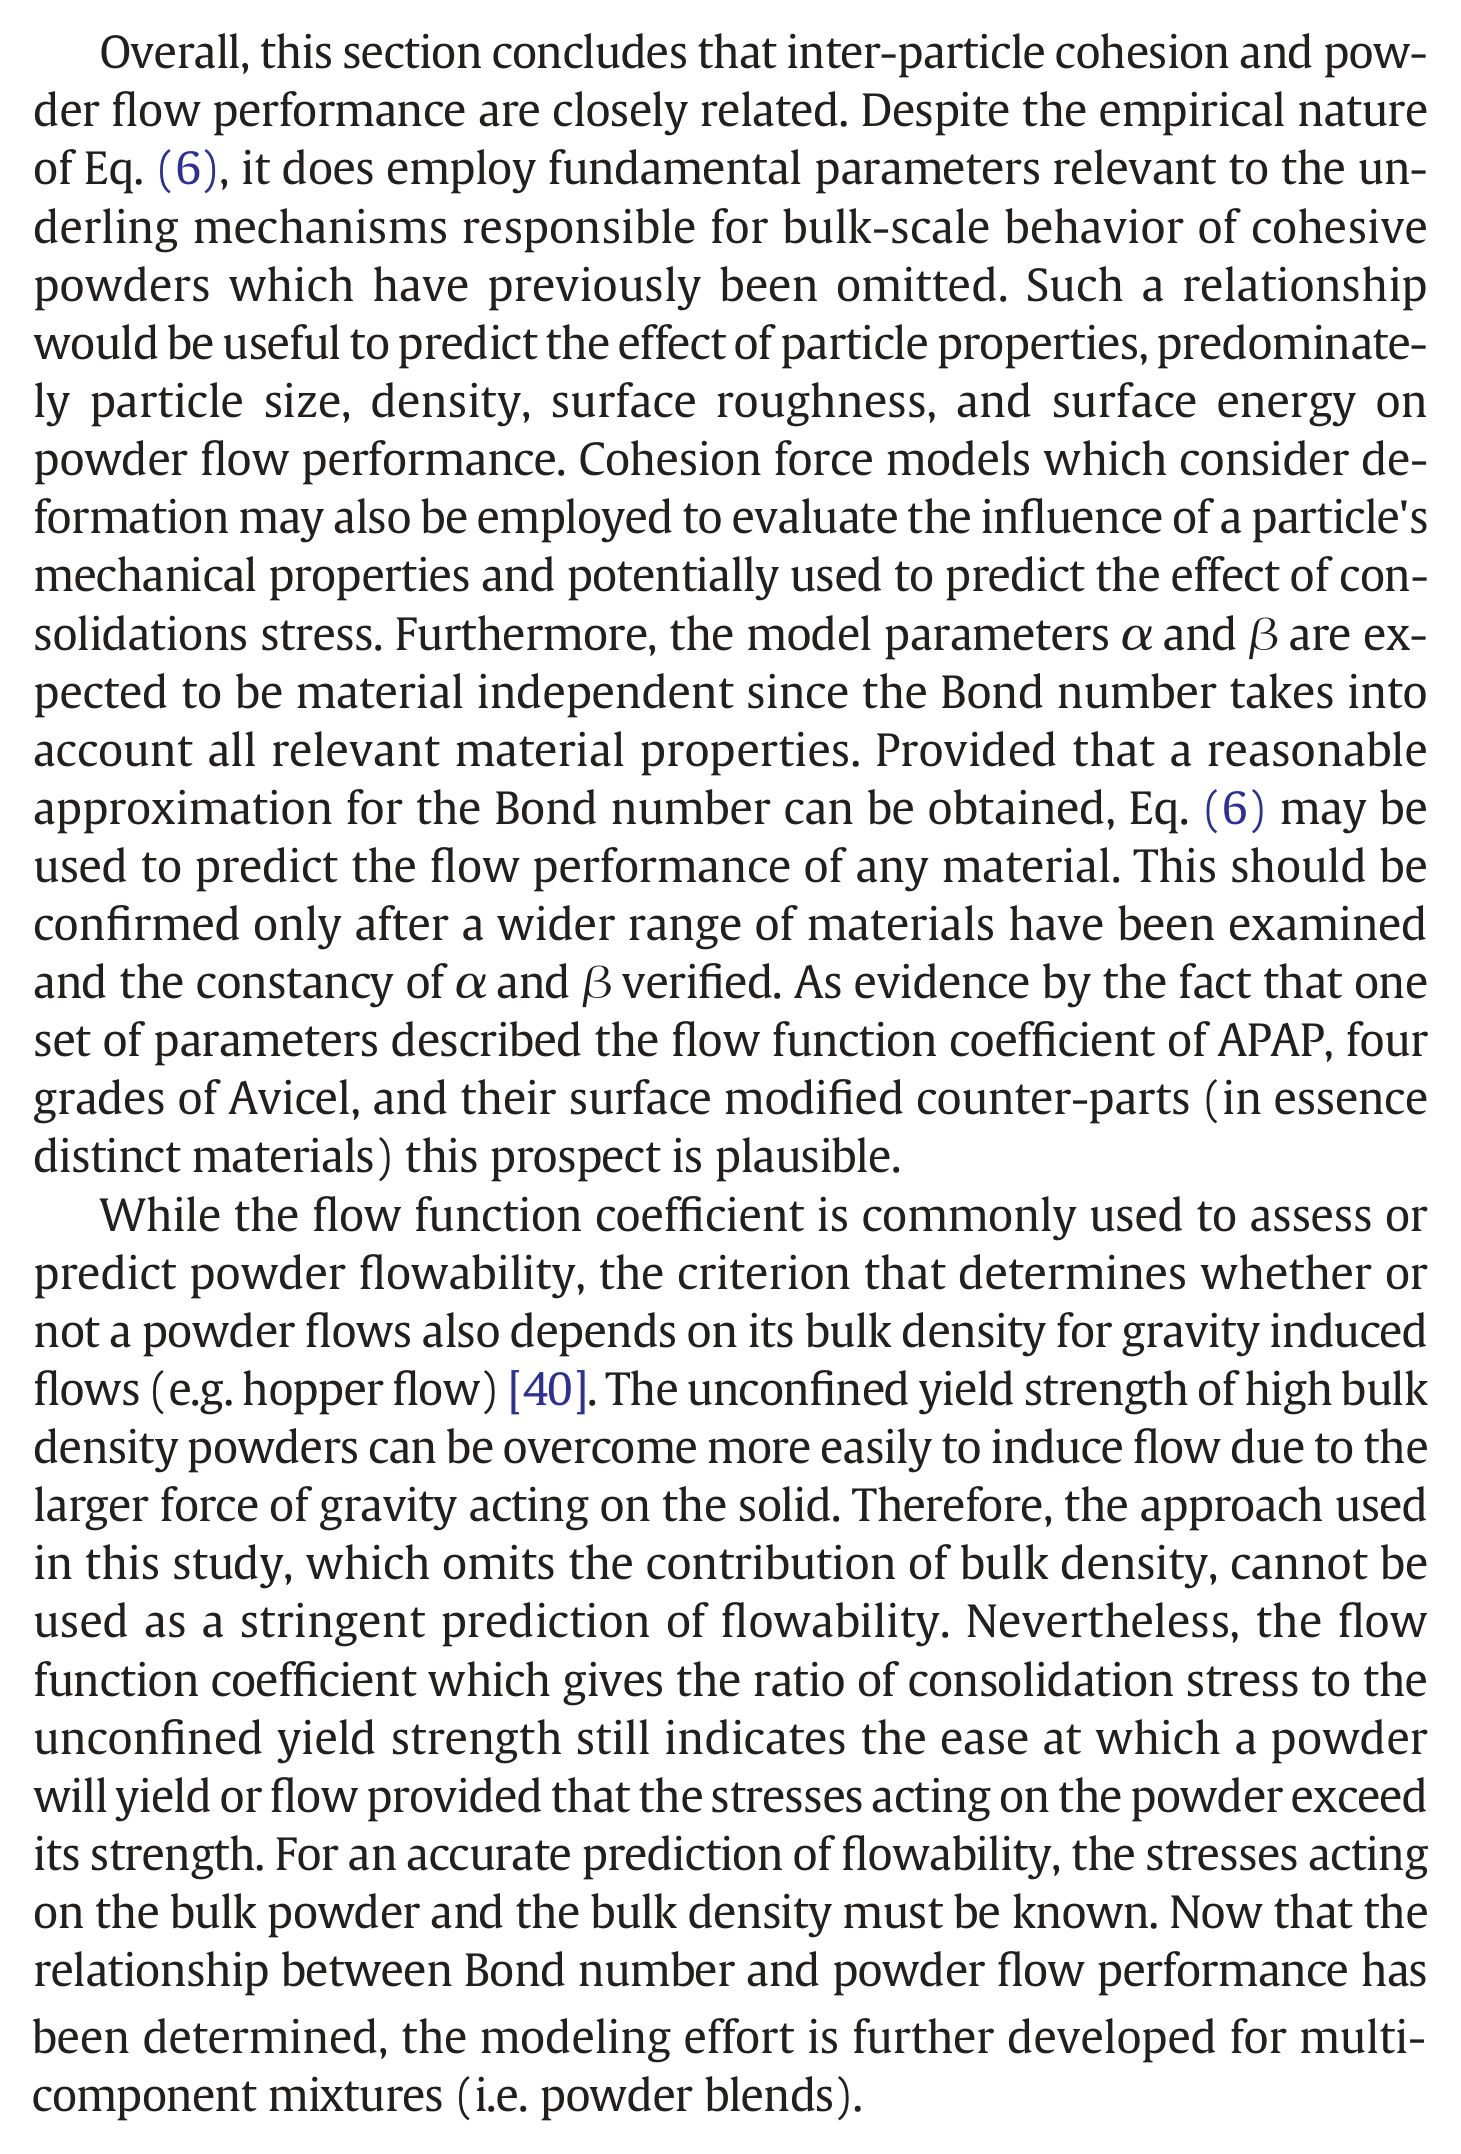 Overall, this section concludes that inter-particle cohesion and pow-
der flow performance are closely related. Despite the empirical nature
of Eq. (6), it does employ fundamental parameters relevant to the un-
derling mechanisms responsible for bulk-scale behavior of cohesive
powders which have previously been omitted. Such a relationship
would be useful to predict the effect of particle properties, predominate-
ly particle size, density, surface roughness, and surface energy on
powder flow performance. Cohesion force models which consider de-
formation may also be employed to evaluate the influence of a particle's
mechanical properties and potentially used to predict the effect of con-
solidations stress. Furthermore, the model parameters α and β are ex-
pected to be material independent since the Bond number takes into
account all relevant material properties. Provided that a reasonable
approximation for the Bond number can be obtained, Eq. (6) may be
used to predict the flow performance of any material. This should be
confirmed only after a wider range of materials have been examined
and the constancy of α and β verified. As evidence by the fact that one
set of parameters described the flow function coefficient of APAP, four
grades of Avicel, and their surface modified counter-parts (in essence
distinct materials) this prospect is plausible.
While the flow function coefficient is commonly used to assess or
predict powder flowability, the criterion that determines whether or
not a powder flows also depends on its bulk density for gravity induced
flows (e.g. hopper flow) [40]. The unconfined yield strength of high bulk
density powders can be overcome more easily to induce flow due to the
larger force of gravity acting on the solid. Therefore, the approach used
in this study, which omits the contribution of bulk density, cannot be
used as a stringent prediction of flowability. Nevertheless, the flow
function coefficient which gives the ratio of consolidation stress to the
unconfined yield strength still indicates the ease at which a powder
will yield or flow provided that the stresses acting on the powder exceed
its strength. For an accurate prediction of flowability, the stresses acting
on the bulk powder and the bulk density must be known. Now that the
relationship between Bond number and powder flow performance has
been determined, the modeling effort is further developed for multi-
component mixtures (i.e. powder blends).